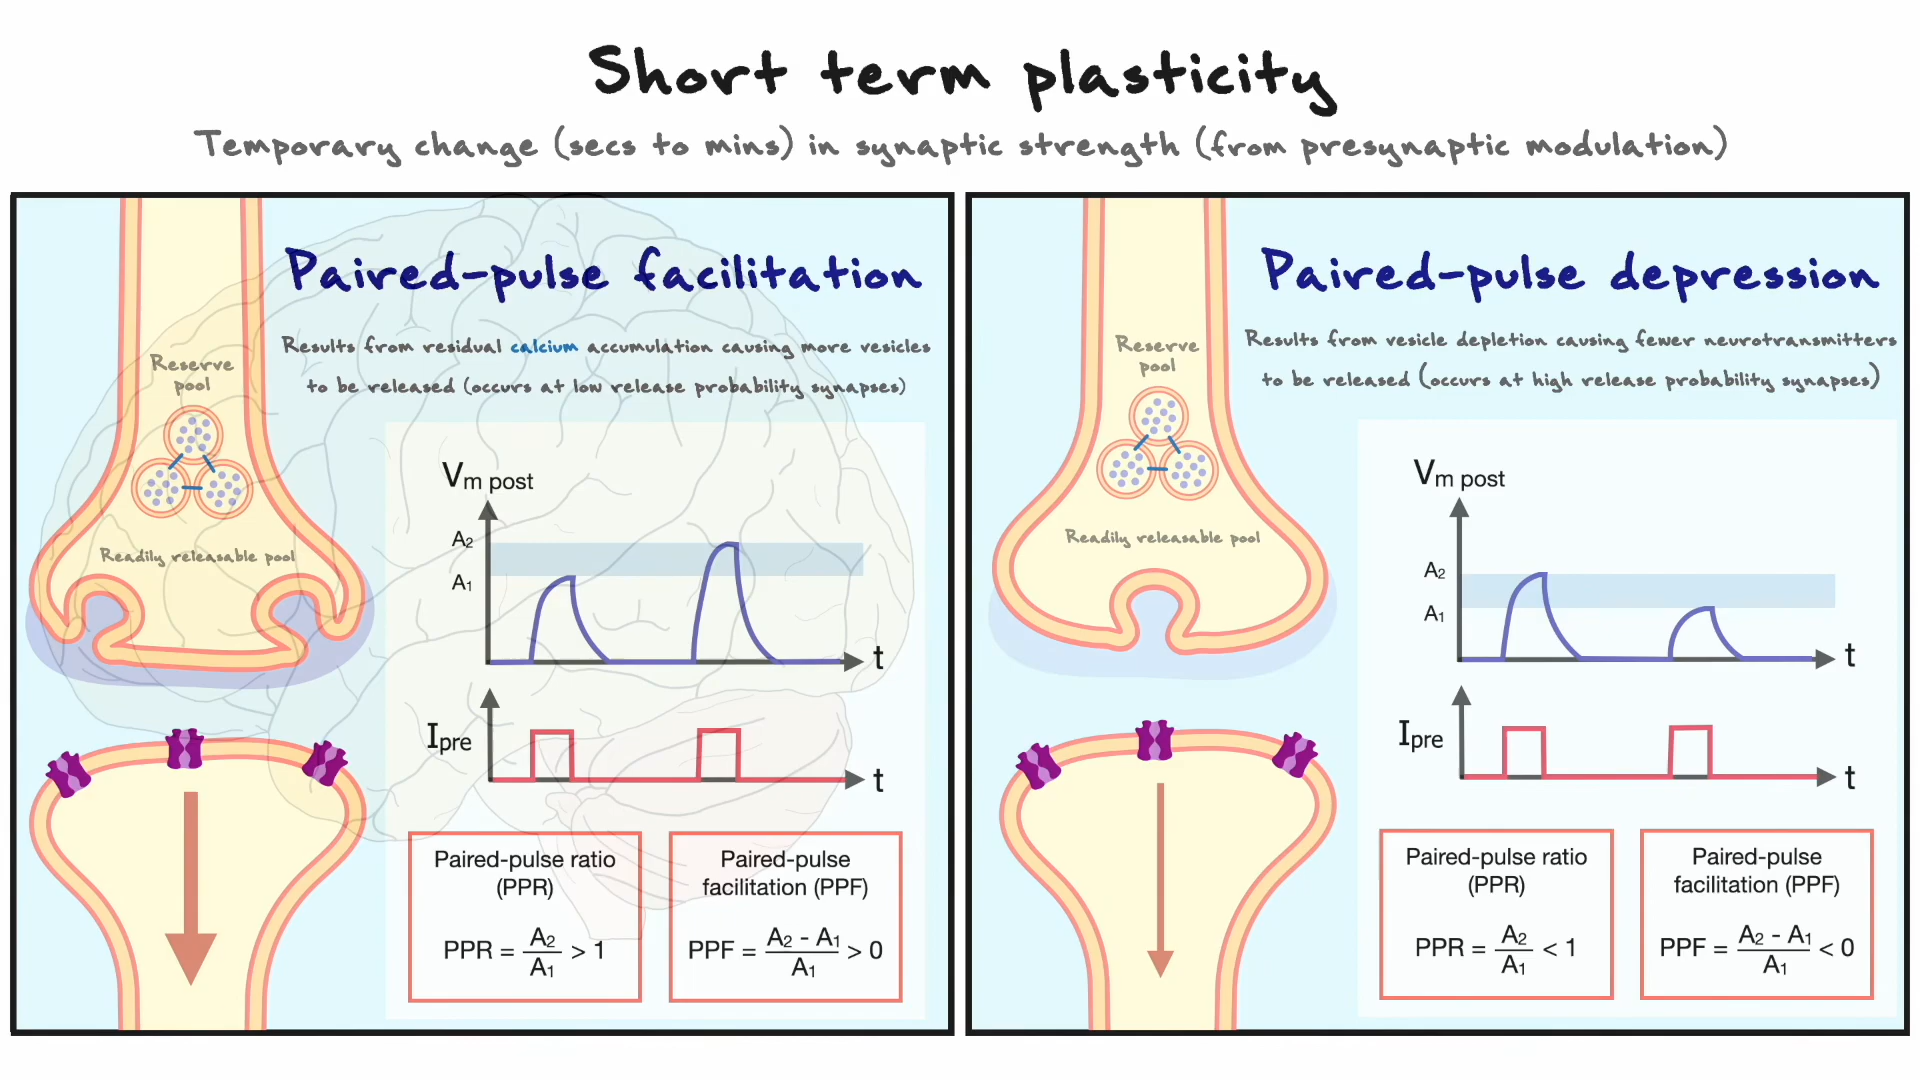 Short term plasticity
Temporary change (secs to mins) in synaptic strength (from presynaptic modulation)
Paired-pulse facilitation
Results from residual calcium accumulation causing more vesicles
to be released (occurs at low release probability synapses)
Reserve
pool
Readily releasable pool
Vm post
A2
A1
t
Ipre
t
Paired-pulse ratio
(PPR)
PPR = A2 / A1 > 1
Paired-pulse
facilitation (PPF)
PPF = A2 - A1 / A1 > 0
Paired-pulse depression
Results from vesicle depletion causing fewer neurotransmitters
to be released (occurs at high release probability synapses)
Reserve
pool
Readily releasable pool
Vm post
A2
A1
t
Ipre
t
Paired-pulse ratio
(PPR)
PPR = A2 / A1 < 1
Paired-pulse
facilitation (PPF)
PPF = A2 - A1 / A1 < 0